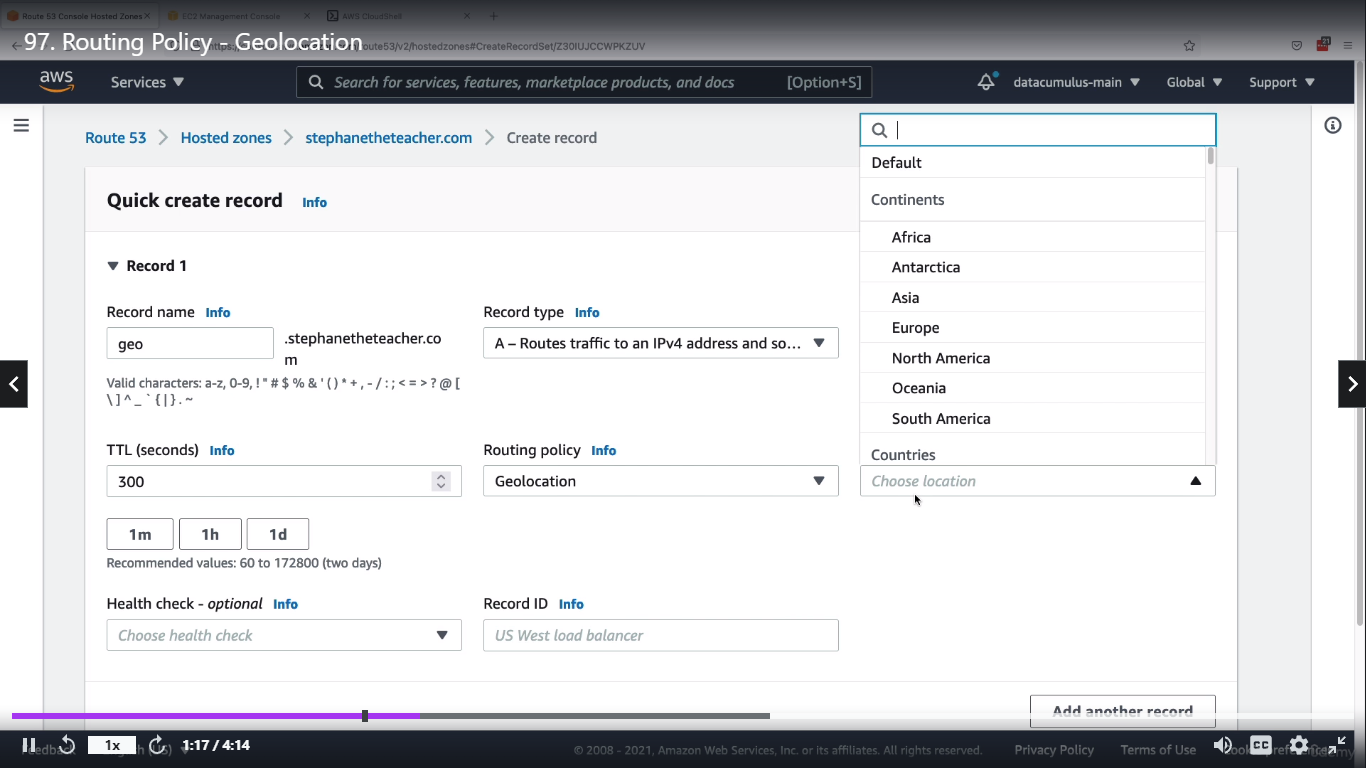 Route 53 Console Hosted Zones
EC2 Management Console
AWS CloudShell
97. Routing Policy - Geolocation
oute53/v2/hostedzones#CreateRecordSet/Z30IUJCCWPKZUV
21
aws
Services
Search for services, features, marketplace products, and docs
[Option+S]
datacumulus-main
Global
Support
Route 53
Hosted zones
stephanetheteacher.com
Create record
Quick create record Info
Record 1
Record name Info
geo
.stephanetheteacher.co
m
Valid characters: a-z, 0-9, ! " # $ % & ' ( ) * + , - / : ; < = > ? @ [
\ ] ^ _ ` { | } . ~
Record type Info
A – Routes traffic to an IPv4 address and so...
TTL (seconds) Info
300
1m
1h
1d
Recommended values: 60 to 172800 (two days)
Routing policy Info
Geolocation
Default
Continents
Africa
Antarctica
Asia
Europe
North America
Oceania
South America
Countries
Choose location
Health check - optional Info
Choose health check
Record ID Info
US West load balancer
Add another record
1x
1:17 / 4:14
© 2008 - 2021, Amazon Web Services, Inc. or its affiliates. All rights reserved.
Privacy Policy
Terms of Use
CC